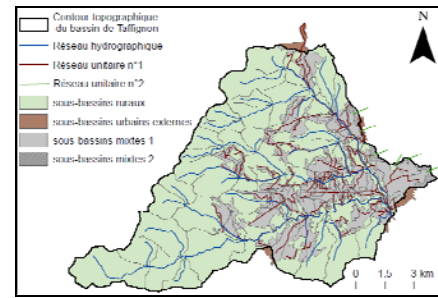 Contour topographique
du bassin de Taffignon
Réseau hydrographique
Réseau unitaire n°1
Réseau unitaire n°2
sous-bassins ruraux
sous-bassins urbains externes
sous bassins mixtes 1
sous-bassins mixtes 2
N
0 1.5 3 km